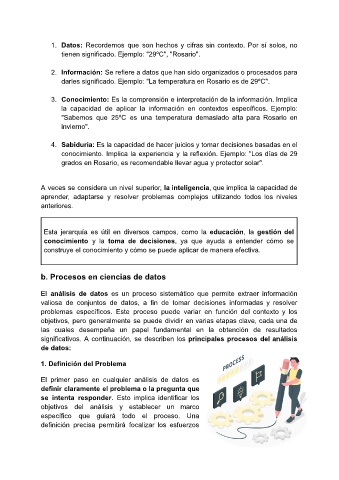 1. Datos: Recordemos que son hechos y cifras sin contexto. Por sí solos, no
tienen significado. Ejemplo: "29ºC", "Rosario".
2. Información: Se refiere a datos que han sido organizados o procesados para
darles significado. Ejemplo: "La temperatura en Rosario es de 29ºC".
3. Conocimiento: Es la comprensión e interpretación de la información. Implica
la capacidad de aplicar la información en contextos específicos. Ejemplo:
"Sabemos que 25ºC es una temperatura demasiado alta para Rosario en
invierno".
4. Sabiduría: Es la capacidad de hacer juicios y tomar decisiones basadas en el
conocimiento. Implica la experiencia y la reflexión. Ejemplo: "Los días de 29
grados en Rosario, es recomendable llevar agua y protector solar".
A veces se considera un nivel superior, la inteligencia, que implica la capacidad de
aprender, adaptarse y resolver problemas complejos utilizando todos los niveles
anteriores.
Esta jerarquía es útil en diversos campos, como la educación, la gestión del
conocimiento y la toma de decisiones, ya que ayuda a entender cómo se
construye el conocimiento y cómo se puede aplicar de manera efectiva.
b. Procesos en ciencias de datos
El análisis de datos es un proceso sistemático que permite extraer información
valiosa de conjuntos de datos, a fin de tomar decisiones informadas y resolver
problemas específicos. Este proceso puede variar en función del contexto y los
objetivos, pero generalmente se puede dividir en varias etapas clave, cada una de
las cuales desempeña un papel fundamental en la obtención de resultados
significativos. A continuación, se describen los principales procesos del análisis
de datos:
1. Definición del Problema
El primer paso en cualquier análisis de datos es
definir claramente el problema o la pregunta que
se intenta responder. Esto implica identificar los
objetivos del análisis y establecer un marco
específico que guiará todo el proceso. Una
definición precisa permitirá focalizar los esfuerzos
PROCESS